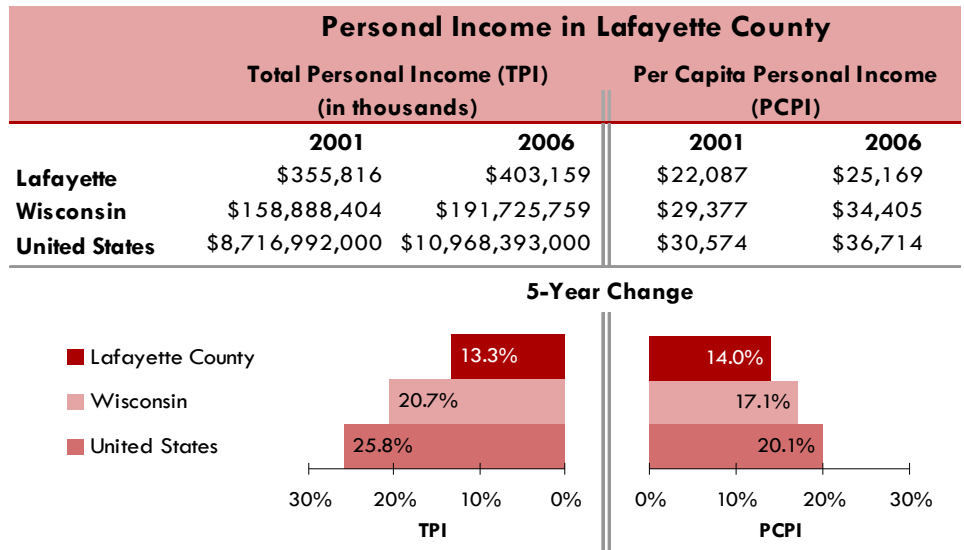 Personal Income in Lafayette County
Total Personal Income (TPI) Per Capita Personal Income
(in thousands) (PCPI)
2001 2006 2001 2006
Lafayette $355,816 $403,159 $22,087 $25,169
Wisconsin $158,888,404 $191,725,759 $29,377 $34,405
United States $8,716,992,000 $10,968,393,000 $30,574 $36,714
5-Year Change
Lafayette County 13.3% 14.0%
Wisconsin 20.7% 17.1%
United States 25.8% 20.1%
30% 20% 10% 0% 0% 10% 20% 30%
TPI PCPI